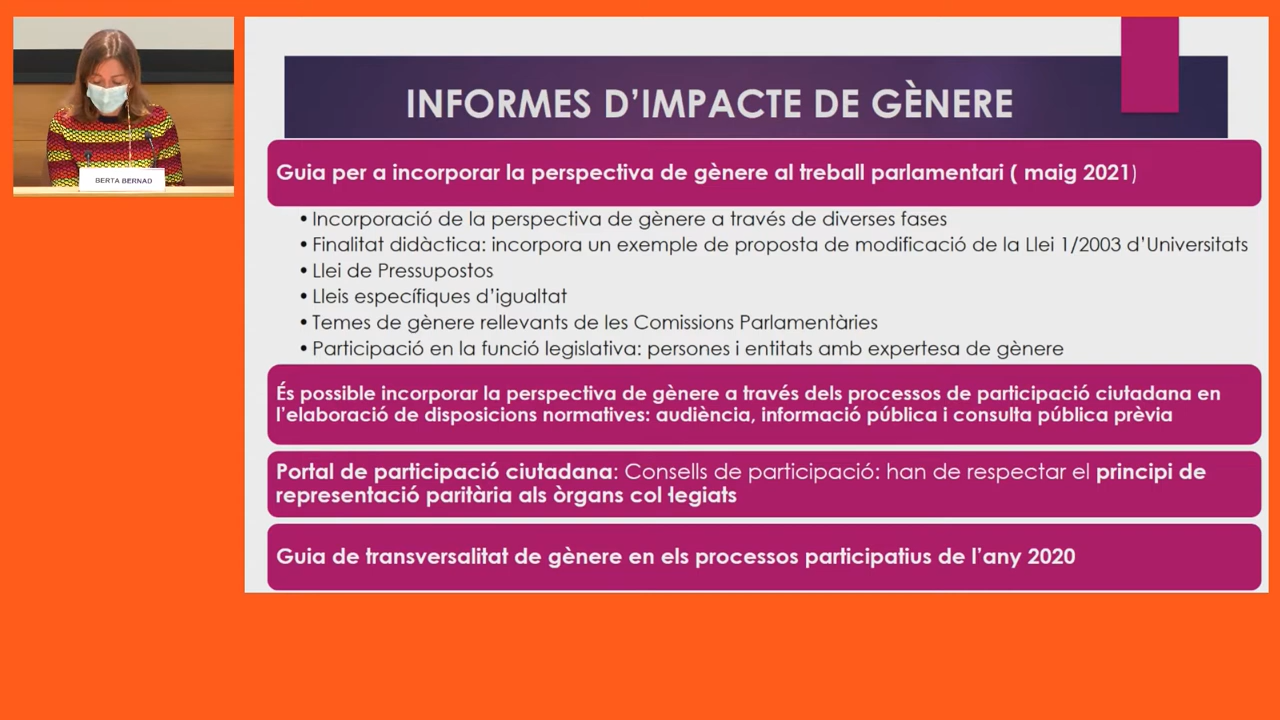 BERTA BERNAD
INFORMES D'IMPACTE DE GÈNERE
Guia per a incorporar la perspectiva de gènere al treball parlamentari ( maig 2021)
• Incorporació de la perspectiva de gènere a través de diverses fases
• Finalitat didàctica: incorpora un exemple de proposta de modificació de la Llei 1/2003 d'Universitats
• Llei de Pressupostos
• Lleis específiques d'igualtat
• Temes de gènere rellevants de les Comissions Parlamentàries
• Participació en la funció legislativa: persones i entitats amb expertesa de gènere
És possible incorporar la perspectiva de gènere a través dels processos de participació ciutadana en
l'elaboració de disposicions normatives: audiència, informació pública i consulta pública prèvia
Portal de participació ciutadana: Consells de participació: han de respectar el principi de
representació paritària als òrgans col·legiats
Guia de transversalitat de gènere en els processos participatius de l'any 2020